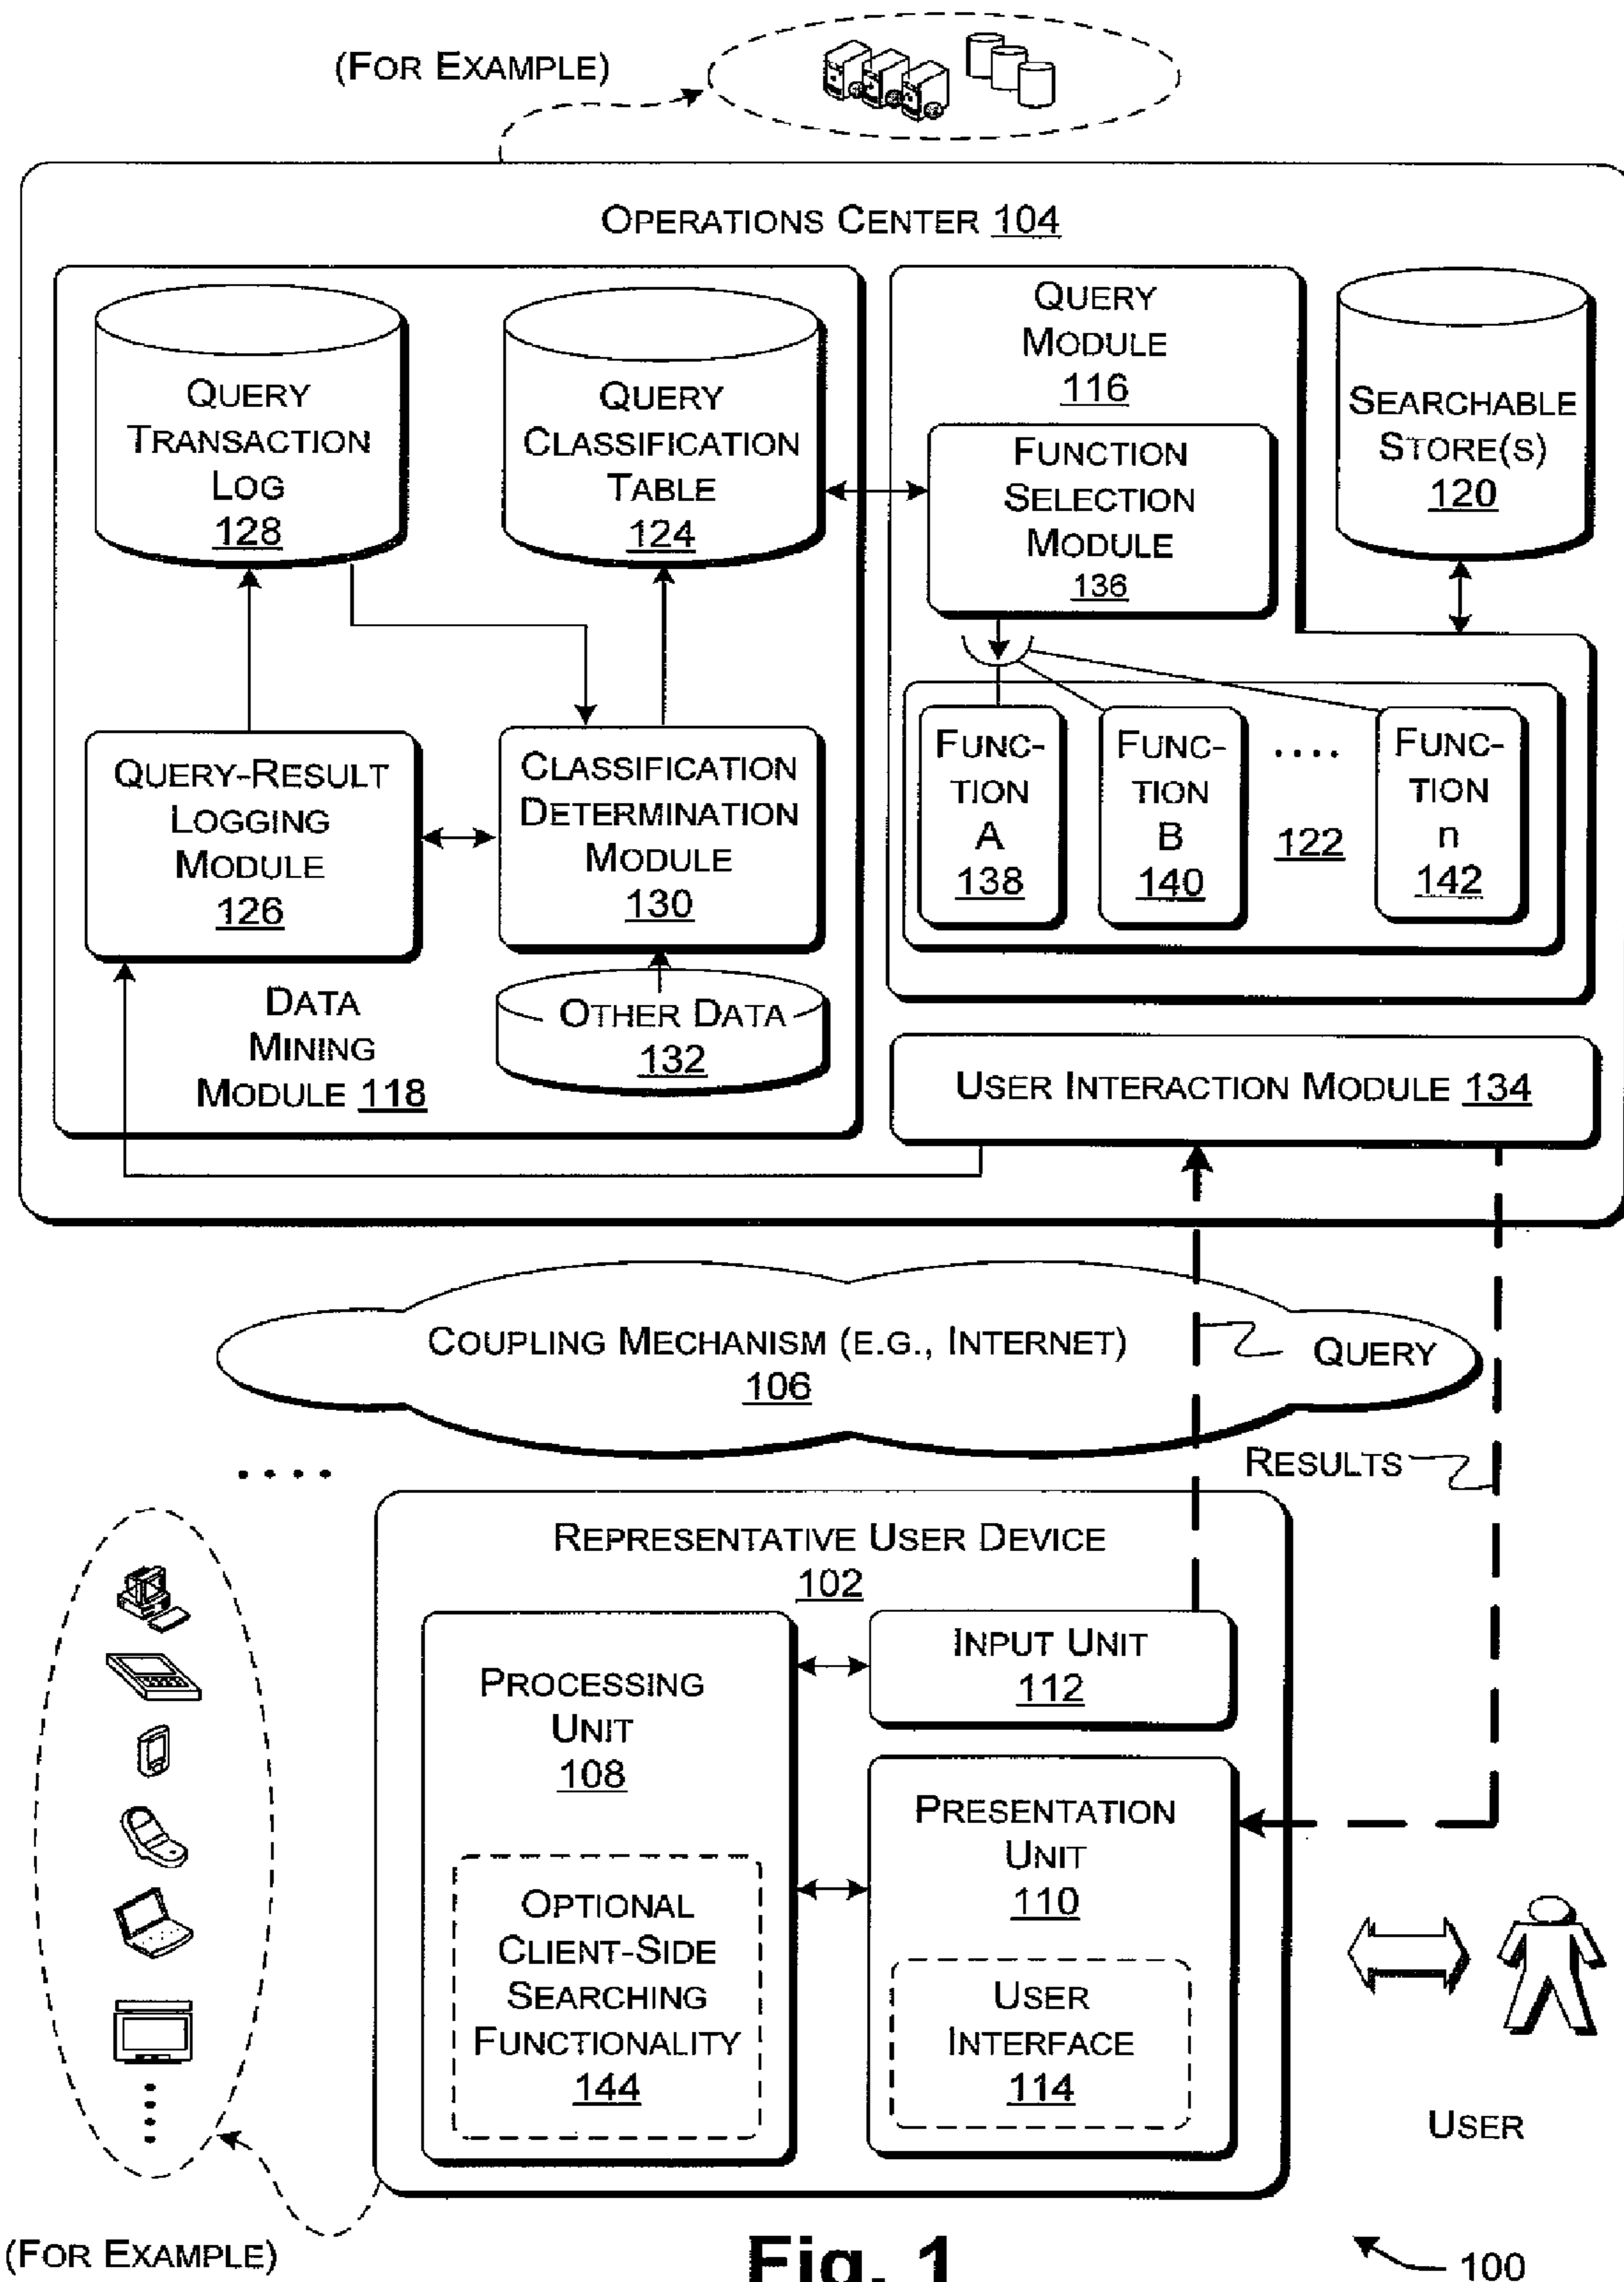 (FOR EXAMPLE)
OPERATIONS CENTER 104
QUERY
TRANSACTION
LOG
128
QUERY
CLASSIFICATION
TABLE
124
QUERY
MODULE
116
FUNCTION
SELECTION
MODULE
136
SEARCHABLE
STORE(S)
120
QUERY-RESULT
LOGGING
MODULE
126
CLASSIFICATION
DETERMINATION
MODULE
130
FUNC-
TION
A
138
FUNC-
TION
B
140
....
122
FUNC-
TION
n
142
DATA
MINING
MODULE 118
OTHER DATA
132
USER INTERACTION MODULE 134
COUPLING MECHANISM (E.G., INTERNET)
106
QUERY
RESULTS
....
REPRESENTATIVE USER DEVICE
102
PROCESSING
UNIT
108
INPUT UNIT
112
PRESENTATION
UNIT
110
OPTIONAL
CLIENT-SIDE
SEARCHING
FUNCTIONALITY
144
USER
INTERFACE
114
USER
(FOR EXAMPLE)
Fig. 1
100